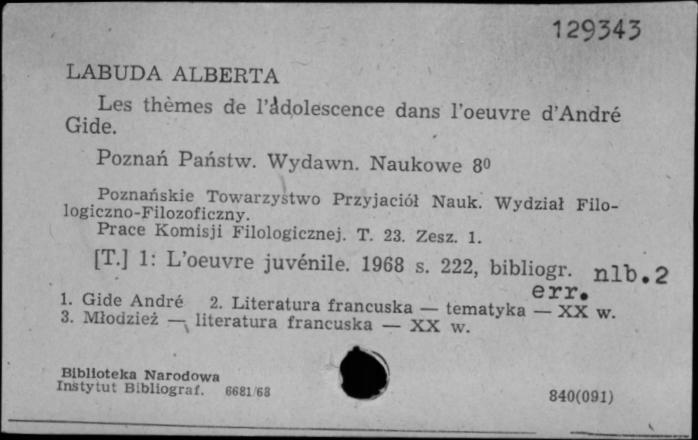 129343
LABUDA ALBERTA
Les thèmes de l'adolescence dans l'oeuvre d'André
Gide.
Poznań Państw. Wydawn. Naukowe 8⁰
Poznańskie Towarzystwo Przyjaciół Nauk. Wydział Filo-
logiczno-Filozoficzny.
Prace Komisji Filologicznej. T. 23. Zesz. 1.
[T.] 1: L'oeuvre juvénile. 1968 s. 222, bibliogr. nlb.2
err.
1. Gide André 2. Literatura francuska — tematyka — XX w.
3. Młodzież — literatura francuska — XX w.
Biblioteka Narodowa
Instytut Bibliograf. 6681/68
840(091)